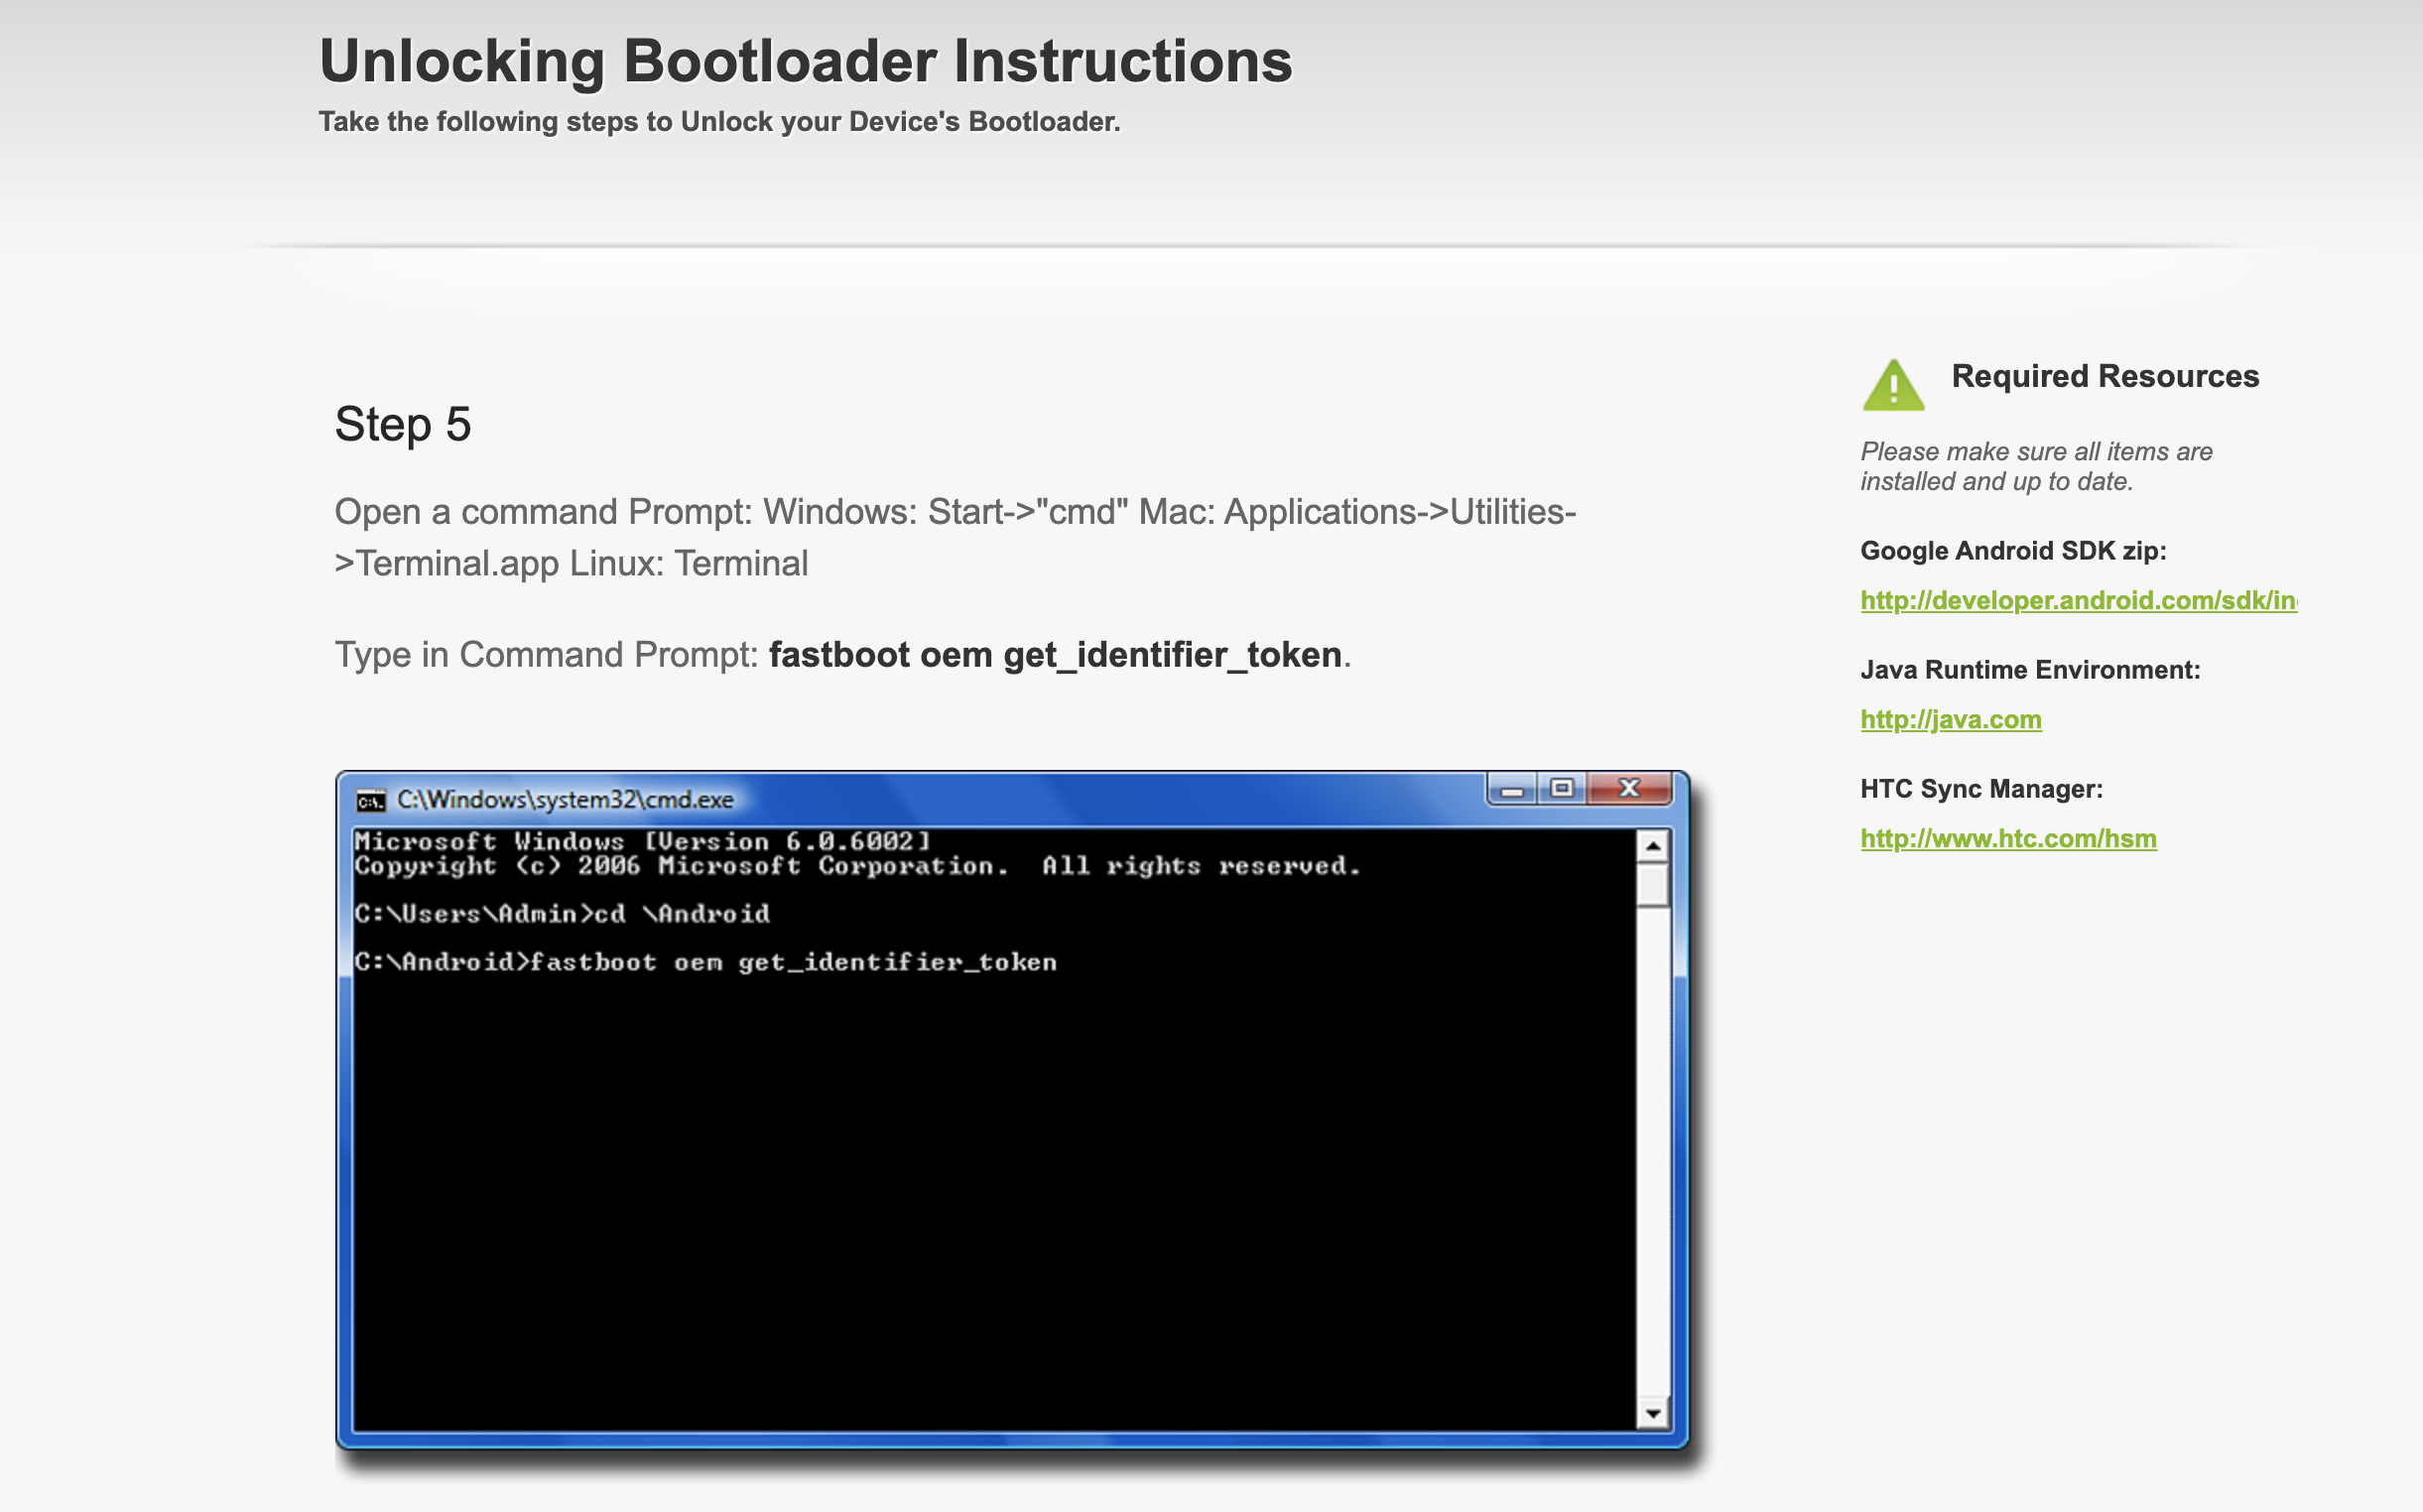 Unlocking Bootloader Instructions
Take the following steps to Unlock your Device's Bootloader.
Step 5
Open a command Prompt: Windows: Start->"cmd" Mac: Applications->Utilities-
>Terminal.app Linux: Terminal
Type in Command Prompt: fastboot oem get_identifier_token.
C:\Windows\system32\cmd.exe
Microsoft Windows [Version 6.0.6002]
Copyright (c) 2006 Microsoft Corporation.  All rights reserved.
C:\Users\Admin>cd \Android
C:\Android>fastboot oem get_identifier_token
Required Resources
Please make sure all items are
installed and up to date.
Google Android SDK zip:
http://developer.android.com/sdk/in
Java Runtime Environment:
http://java.com
HTC Sync Manager:
http://www.htc.com/hsm